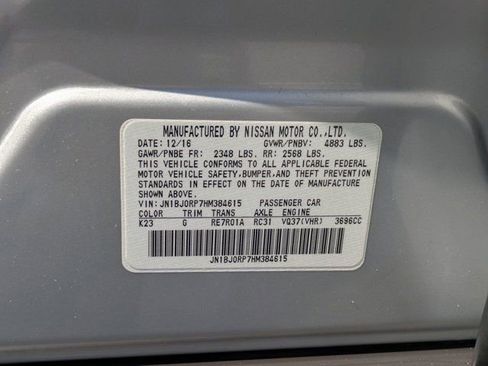 MANUFACTURED BY NISSAN MOTOR CO.,LTD.
DATE: 12/16 GVWR/PNBV: 4883 LBS.
GAWR/PNBE FR: 2348 LBS. RR: 2568 LBS.
THIS VEHICLE CONFORMS TO ALL APPLICABLE FEDERAL
MOTOR VEHICLE SAFETY,BUMPER,AND THEFT PREVENTION
STANDARDS IN EFFECT ON THE DATE OF MANUFACTURE
SHOWN ABOVE.
VIN: JN1BJ0RP7HM384615 PASSENGER CAR
COLOR TRIM TRANS AXLE ENGINE
K23 G RE7R01A RC31 VQ37(VHR) 3696CC
JN1BJ0RP7HM384615